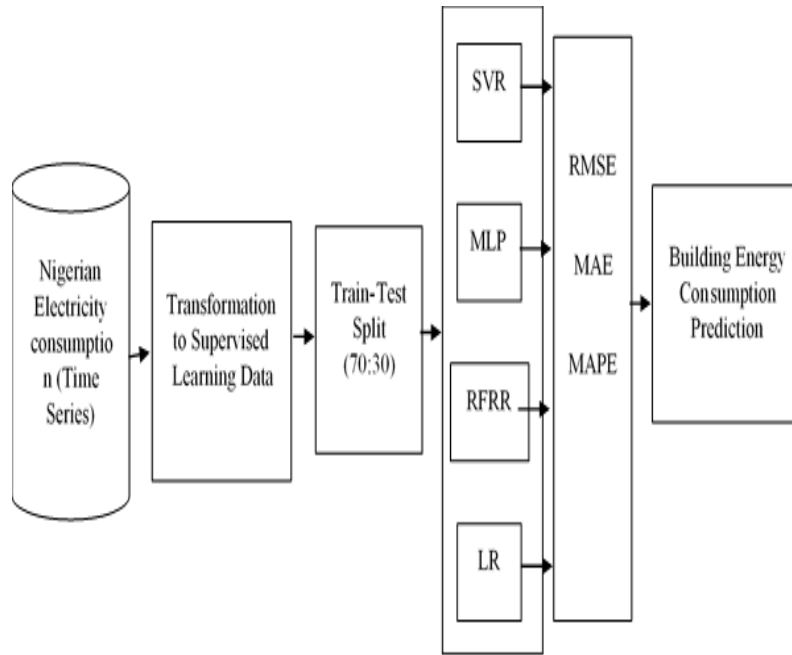 Nigerian
Electricity
consumptio
n (Time
Series)
Transformation
to Supervised
Learning Data
Train-Test
Split
(70:30)
SVR
MLP
RFRR
LR
RMSE
MAE
MAPE
Building Energy
Consumption
Prediction